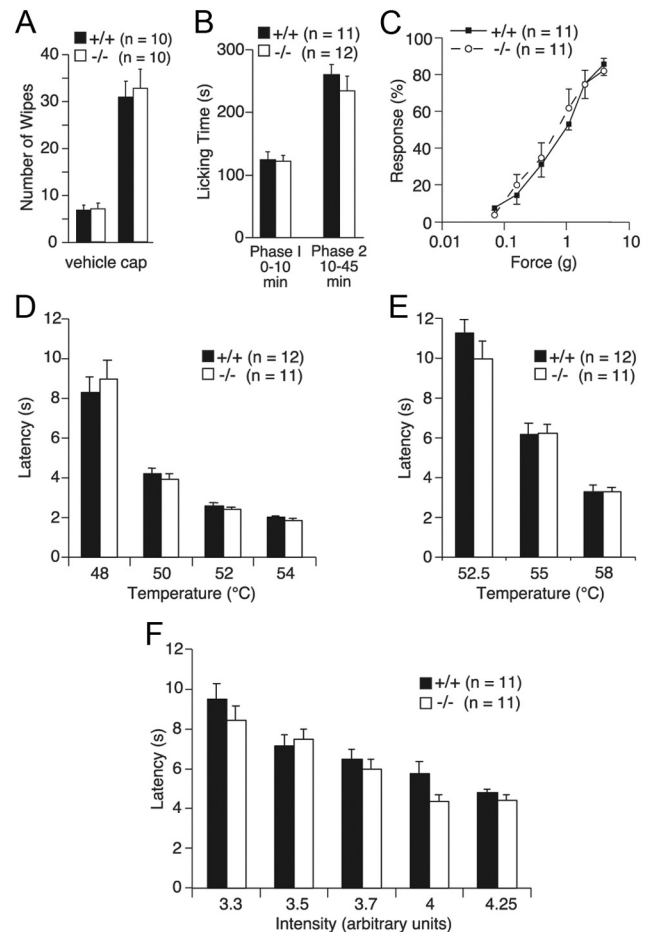 A
+/+ (n = 10)
-/- (n = 10)
Number of Wipes
40
30
20
10
0
vehicle cap
B
+/+ (n = 11)
-/- (n = 12)
Licking Time (s)
300
200
100
0
Phase I
0-10
min
Phase 2
10-45
min
C
+/+ (n = 11)
-/- (n = 11)
Response (%)
100
80
60
40
20
0
0.01
0.1
1
10
Force (g)
D
+/+ (n = 12)
-/- (n = 11)
Latency (s)
12
10
8
6
4
2
0
48
50
52
54
Temperature (°C)
E
+/+ (n = 12)
-/- (n = 11)
Latency (s)
12
10
8
6
4
2
0
52.5
55
58
Temperature (°C)
F
+/+ (n = 11)
-/- (n = 11)
Latency (s)
12
10
8
6
4
2
0
3.3
3.5
3.7
4
4.25
Intensity (arbitrary units)